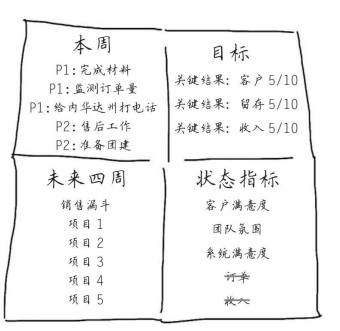 本周
P1:完成材料
P1:监测订单量
P1:给内华达州打电话
P2:售后工作
P2:准备团建
目标
关键结果:客户 5/10
关键结果:留存 5/10
关键结果:收入 5/10
未来四周
销售漏斗
项目 1
项目 2
项目 3
项目 4
项目 5
状态指标
客户满意度
团队氛围
系统满意度
订单
收入